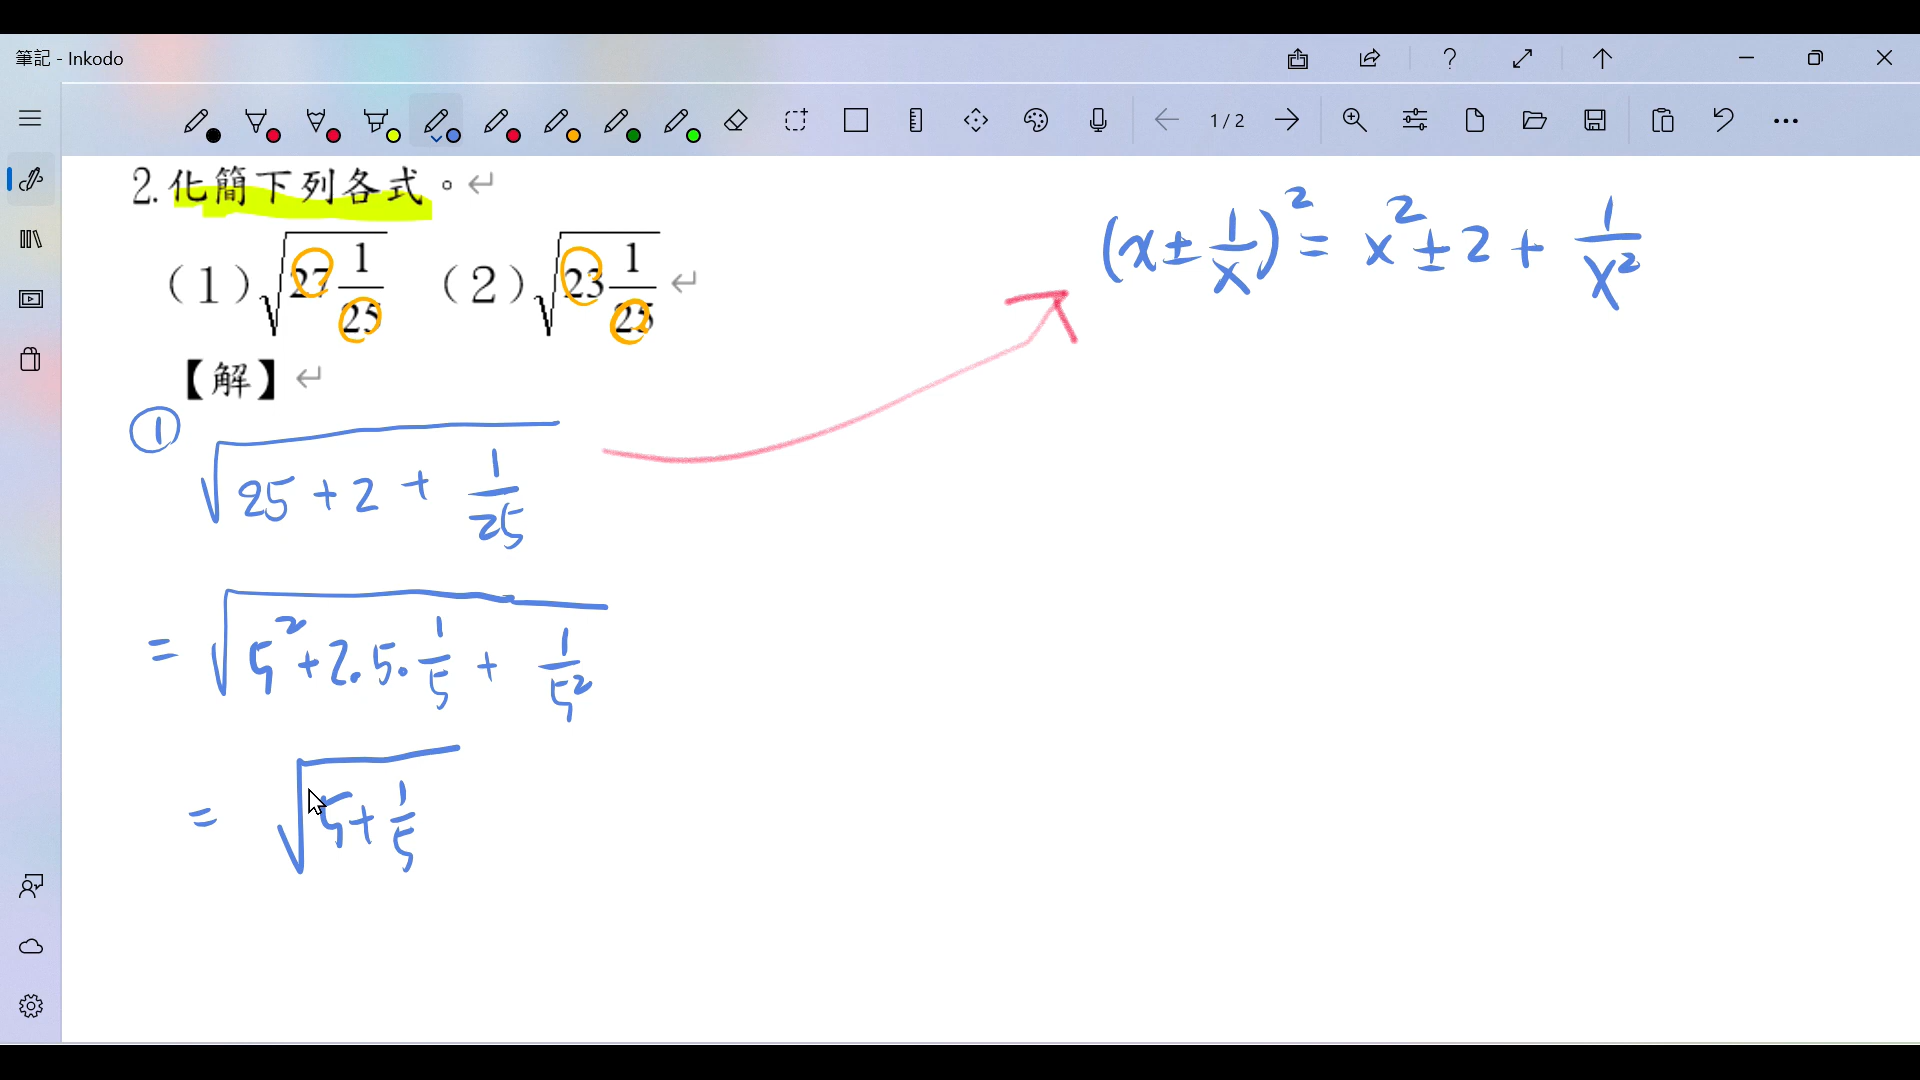 筆記 - Inkodo
1 / 2
2. 化簡下列各式。↵
(1) √(27 1/25) (2) √(23 1/25) ↵
【解】↵
① √(25 + 2 + 1/25)
= √(5² + 2·5·1/5 + 1/5²)
= √(5 + 1/5
(x ± 1/x)² = x² ± 2 + 1/x²